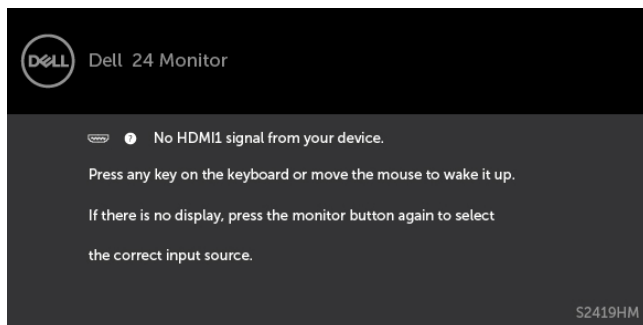 DELL
Dell 24 Monitor
? No HDMI1 signal from your device.
Press any key on the keyboard or move the mouse to wake it up.
If there is no display, press the monitor button again to select
the correct input source.
S2419HM